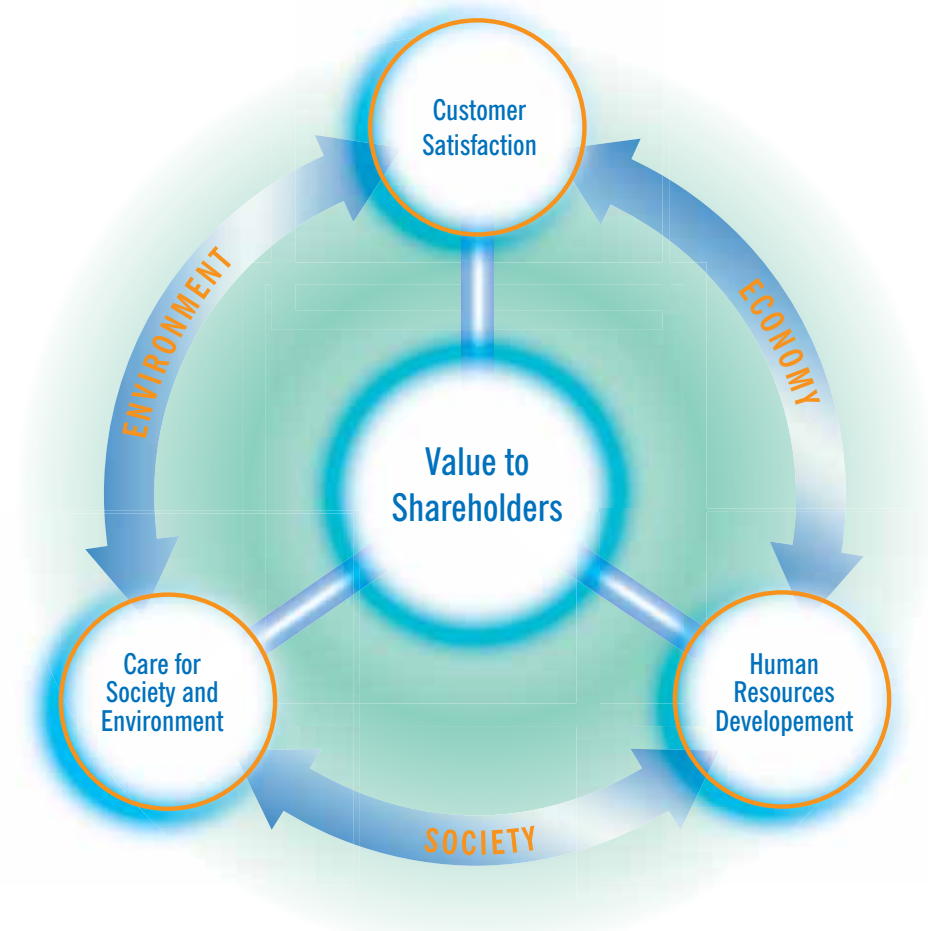 Customer
Satisfaction
ENVIRONMENT
ECONOMY
Value to
Shareholders
Care for
Society and
Environment
Human
Resources
Developement
SOCIETY